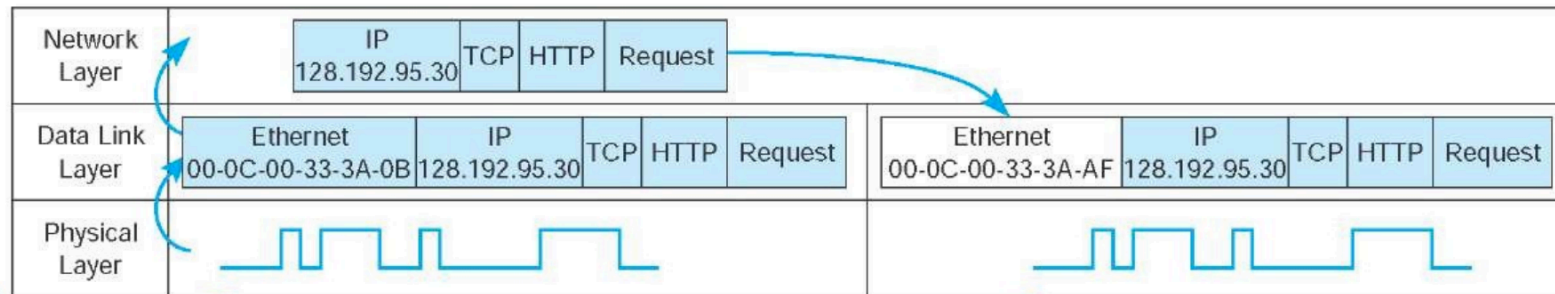 Network
Layer
IP
128.192.95.30
TCP
HTTP
Request
Data Link
Layer
Ethernet
00-0C-00-33-3A-0B
IP
128.192.95.30
TCP
HTTP
Request
Ethernet
00-0C-00-33-3A-AF
IP
128.192.95.30
TCP
HTTP
Request
Physical
Layer